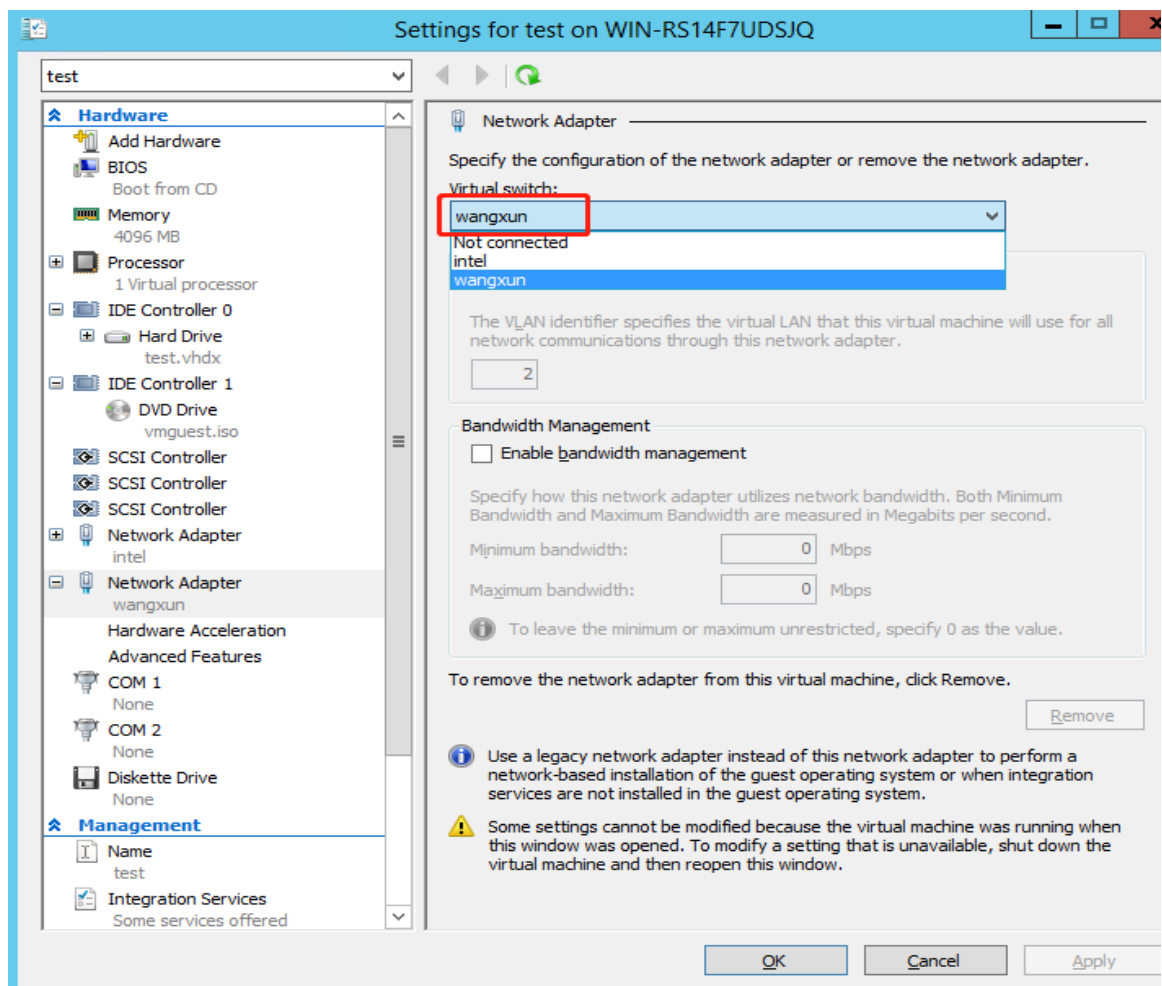 Settings for test on WIN-RS14F7UDSJQ
test
Hardware
Add Hardware
BIOS
Boot from CD
Memory
4096 MB
Processor
1 Virtual processor
IDE Controller 0
Hard Drive
test.vhdx
IDE Controller 1
DVD Drive
vmguest.iso
SCSI Controller
SCSI Controller
SCSI Controller
Network Adapter
intel
Network Adapter
wangxun
Hardware Acceleration
Advanced Features
COM 1
None
COM 2
None
Diskette Drive
None
Management
Name
test
Integration Services
Some services offered
Network Adapter
Specify the configuration of the network adapter or remove the network adapter.
Virtual switch:
wangxun
Not connected
intel
wangxun
The VLAN identifier specifies the virtual LAN that this virtual machine will use for all
network communications through this network adapter.
2
Bandwidth Management
Enable bandwidth management
Specify how this network adapter utilizes network bandwidth. Both Minimum
Bandwidth and Maximum Bandwidth are measured in Megabits per second.
Minimum bandwidth: 0 Mbps
Maximum bandwidth: 0 Mbps
To leave the minimum or maximum unrestricted, specify 0 as the value.
To remove the network adapter from this virtual machine, click Remove.
Remove
Use a legacy network adapter instead of this network adapter to perform a
network-based installation of the guest operating system or when integration
services are not installed in the guest operating system.
Some settings cannot be modified because the virtual machine was running when
this window was opened. To modify a setting that is unavailable, shut down the
virtual machine and then reopen this window.
OK Cancel Apply